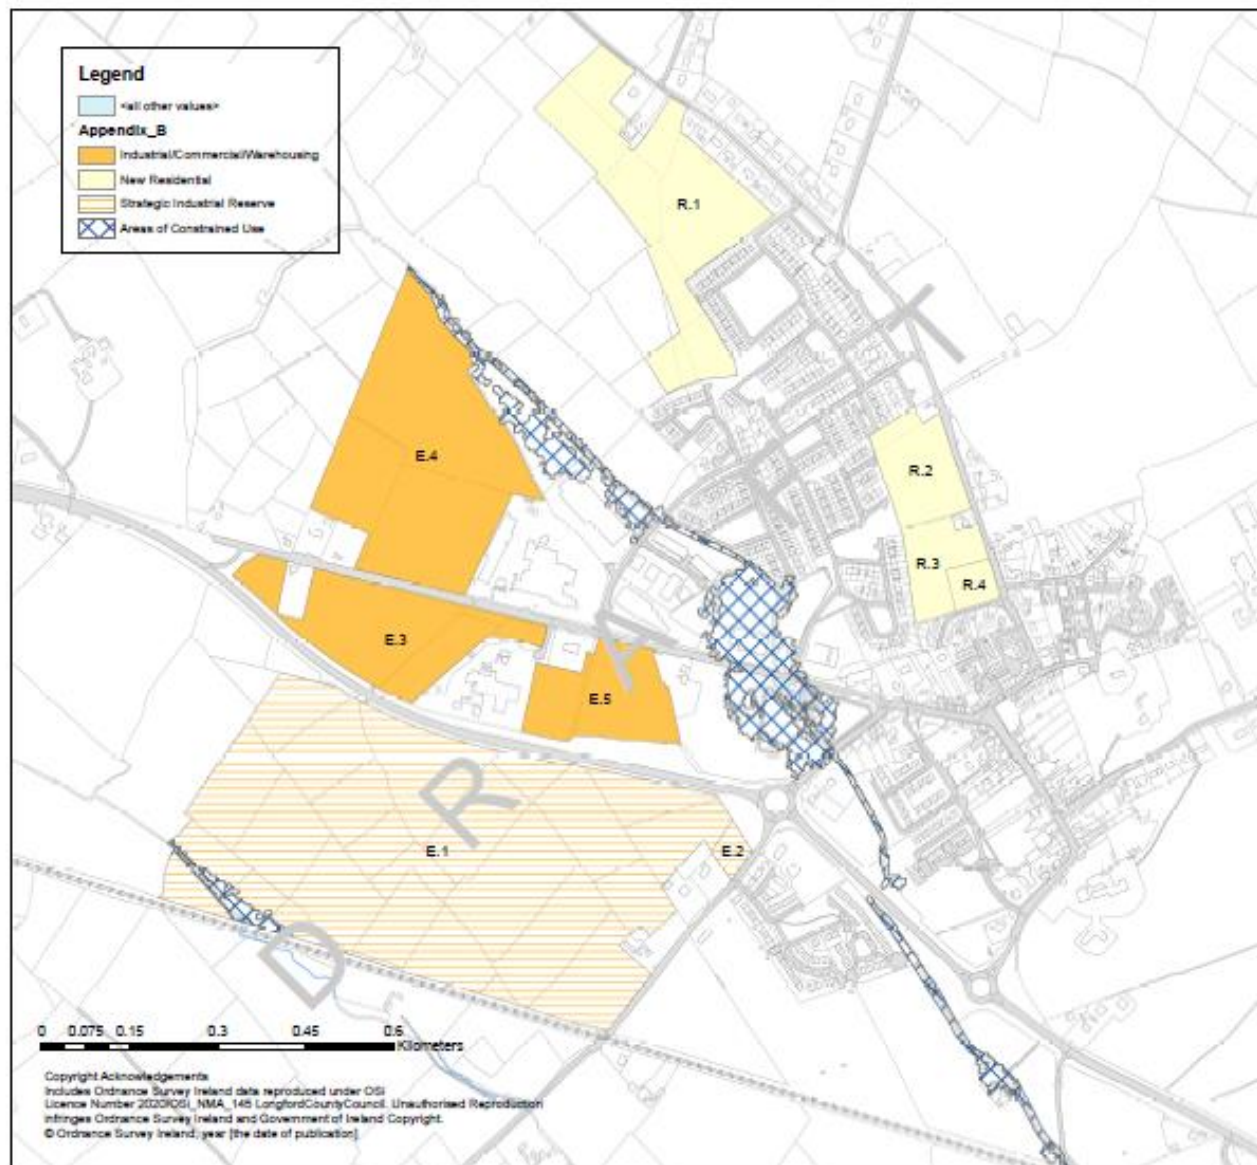 Legend
<all other values>
Appendix_B
Industrial/Commercial/Warehousing
New Residential
Strategic Industrial Reserve
Areas of Constrained Use
R.1
E.4
R.2
R.3
R.4
E.3
E.5
E.1
E.2
DRAFT
0 0.075 0.15 0.3 0.45 0.6
Kilometers
Copyright Acknowledgements
Includes Ordnance Survey Ireland data reproduced under OSi
Licence Number 2020/OSi_NMA_145 LongfordCountyCouncil. Unauthorised Reproduction
infringes Ordnance Survey Ireland and Government of Ireland Copyright.
© Ordnance Survey Ireland, year [the date of publication]